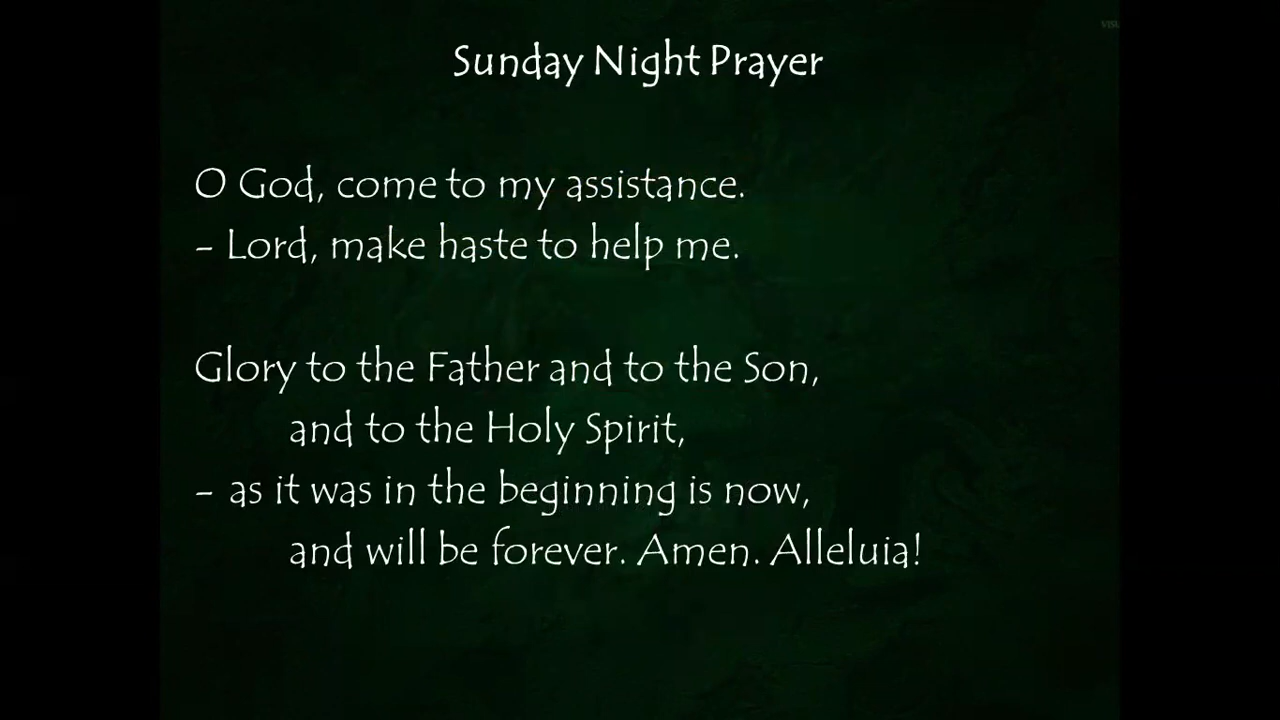 Sunday Night Prayer
O God, come to my assistance.
- Lord, make haste to help me.
Glory to the Father and to the Son,
and to the Holy Spirit,
- as it was in the beginning is now,
and will be forever. Amen. Alleluia!